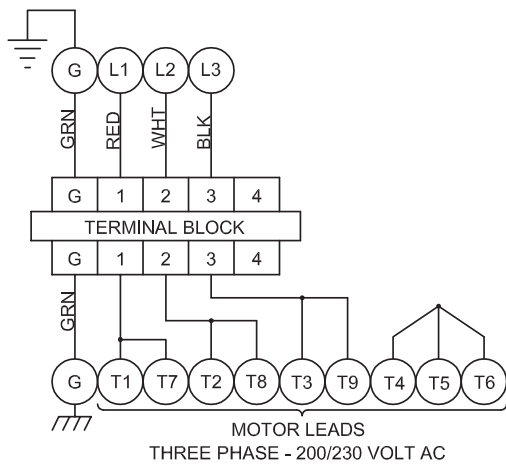 G L1 L2 L3
GRN RED WHT BLK
G 1 2 3 4
TERMINAL BLOCK
G 1 2 3 4
GRN
G T1 T7 T2 T8 T3 T9 T4 T5 T6
MOTOR LEADS
THREE PHASE - 200/230 VOLT AC